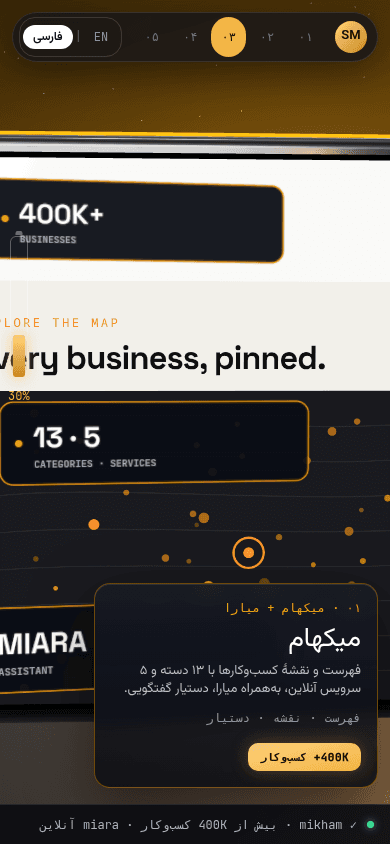 SM
۰۱
۰۲
۰۳
۰۴
۰۵
EN
فارسی
400K+
BUSINESSES
LORE THE MAP
very business, pinned.
30%
13·5
CATEGORIES · SERVICES
MIARA
ASSISTANT
۰۱ · میکهام + میارا
میکهام
فهرست و نقشهٔ کسب‌وکارها با ۱۳ دسته و ۵
سرویس آنلاین، به‌همراه میارا، دستیار گفتگویی.
فهرست · نقشه · دستیار
400K+ کسب‌وکار
✓ mikham · بیش از 400K کسب‌وکار · miara آنلاین